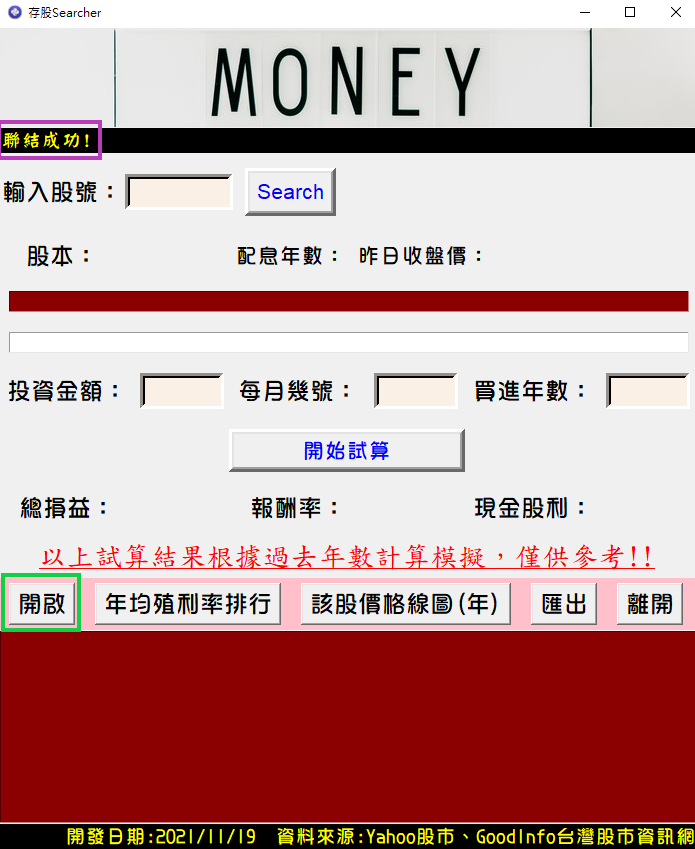 存股Searcher
MONEY
聯結成功!
輸入股號： Search
股本： 配息年數： 昨日收盤價：
投資金額： 每月幾號： 買進年數：
開始試算
總損益： 報酬率： 現金股利：
以上試算結果根據過去年數計算模擬，僅供參考!!
開啟 年均殖利率排行 該股價格線圖(年) 匯出 離開
開發日期:2021/11/19 資料來源:Yahoo股市、GoodInfo台灣股市資訊網